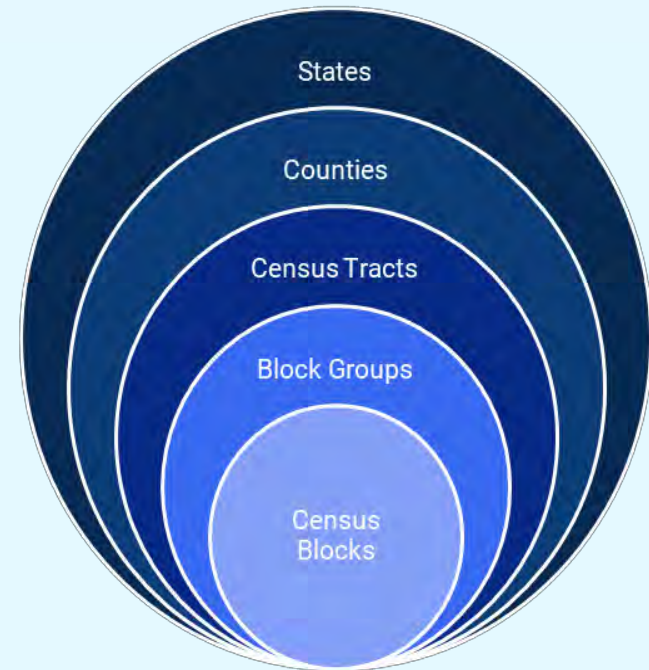 States
Counties
Census Tracts
Block Groups
Census
Blocks